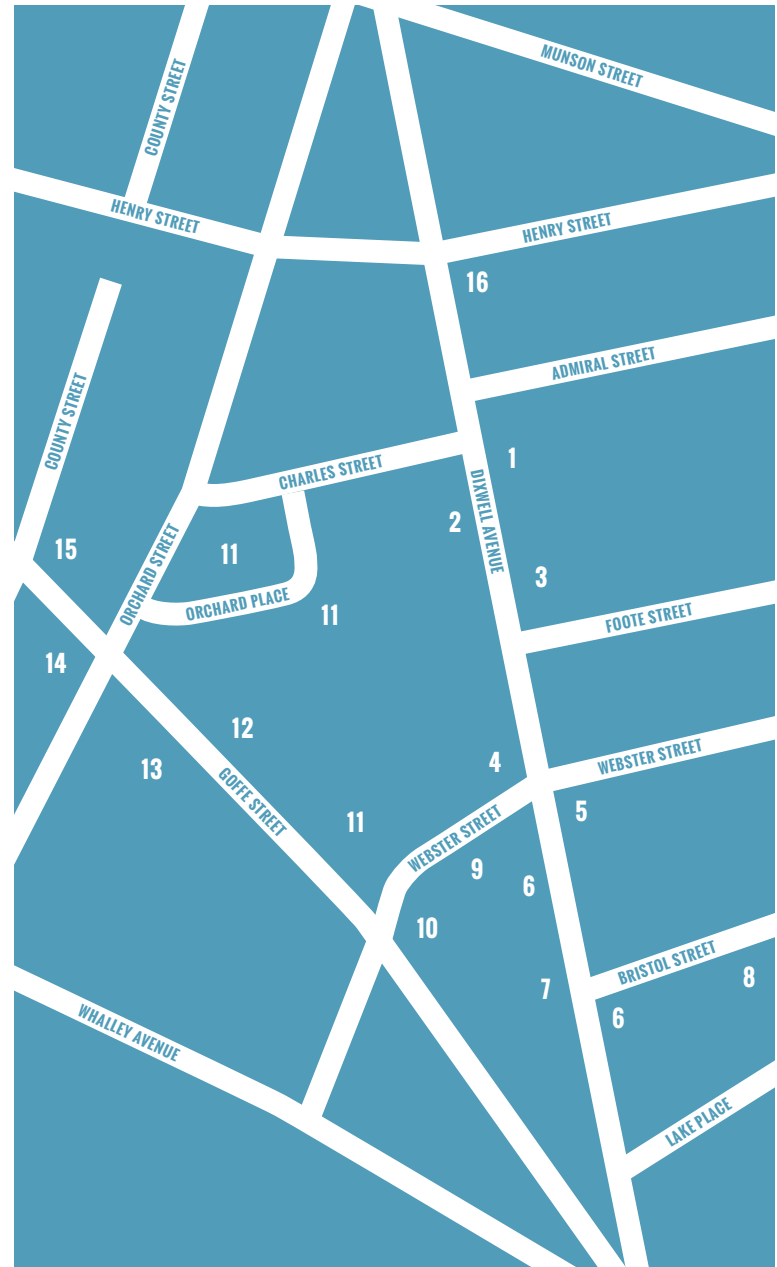 MUNSON STREET
COUNTY STREET
HENRY STREET
HENRY STREET
16
ADMIRAL STREET
COUNTY STREET
CHARLES STREET
1
DIXWELL AVENUE
2
15
11
3
ORCHARD STREET
ORCHARD PLACE
11
FOOTE STREET
14
12
13
4
WEBSTER STREET
GOFFE STREET
11
5
WEBSTER STREET
9
6
10
BRISTOL STREET
8
7
6
WHALLEY AVENUE
LAKE PLACE